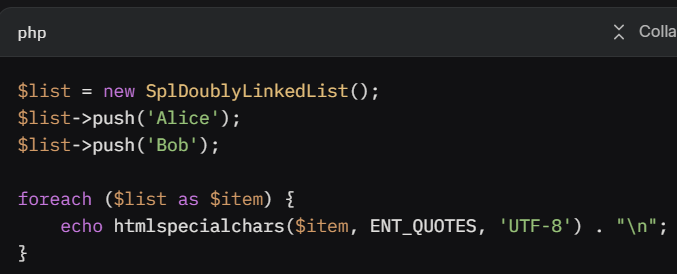 php
Colla
$list = new SplDoublyLinkedList();
$list->push('Alice');
$list->push('Bob');
foreach ($list as $item) {
    echo htmlspecialchars($item, ENT_QUOTES, 'UTF-8') . "\n";
}